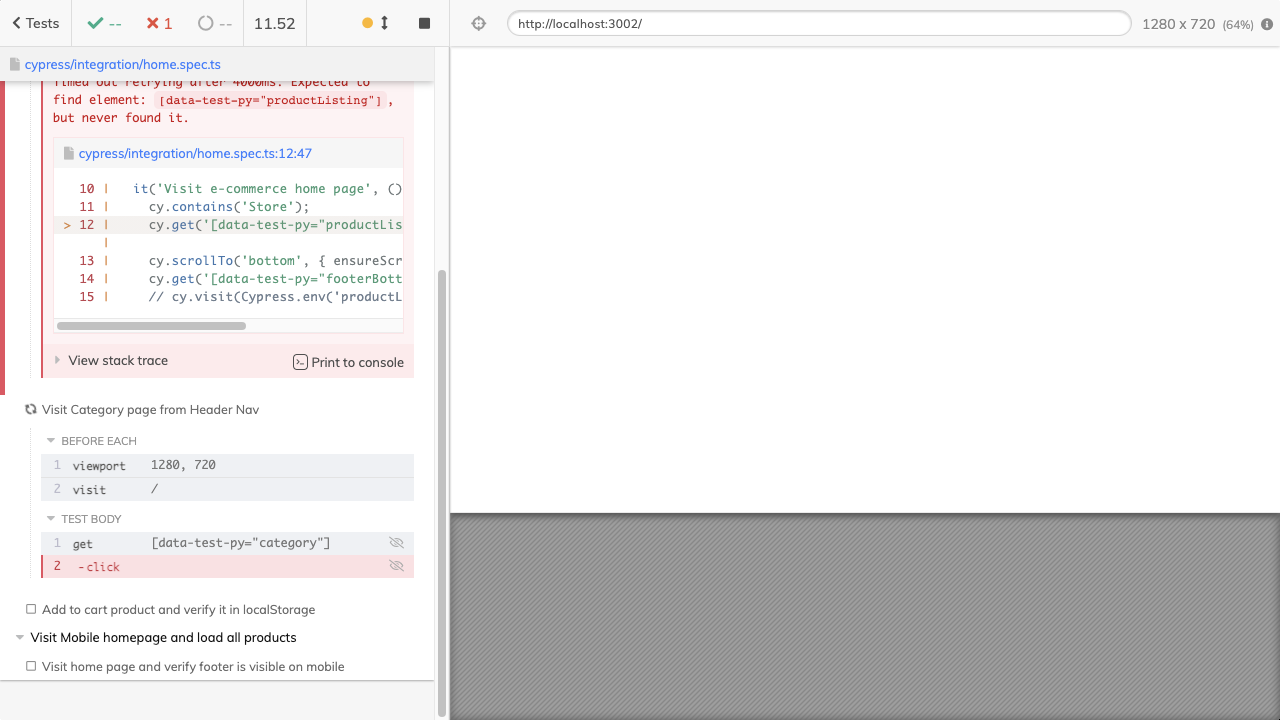 Tests
--
1
--
11.52
http://localhost:3002/
1280 x 720 (64%)
cypress/integration/home.spec.ts
Timed out retrying after 4000ms: Expected to
find element: [data-test-py="productListing"],
but never found it.
cypress/integration/home.spec.ts:12:47
10 | it('Visit e-commerce home page', ()
11 | cy.contains('Store');
> 12 | cy.get('[data-test-py="productLis
|
13 | cy.scrollTo('bottom', { ensureScr
14 | cy.get('[data-test-py="footerBott
15 | // cy.visit(Cypress.env('productL
View stack trace
Print to console
Visit Category page from Header Nav
BEFORE EACH
1 viewport 1280, 720
2 visit /
TEST BODY
1 get [data-test-py="category"]
2 -click
Add to cart product and verify it in localStorage
Visit Mobile homepage and load all products
Visit home page and verify footer is visible on mobile